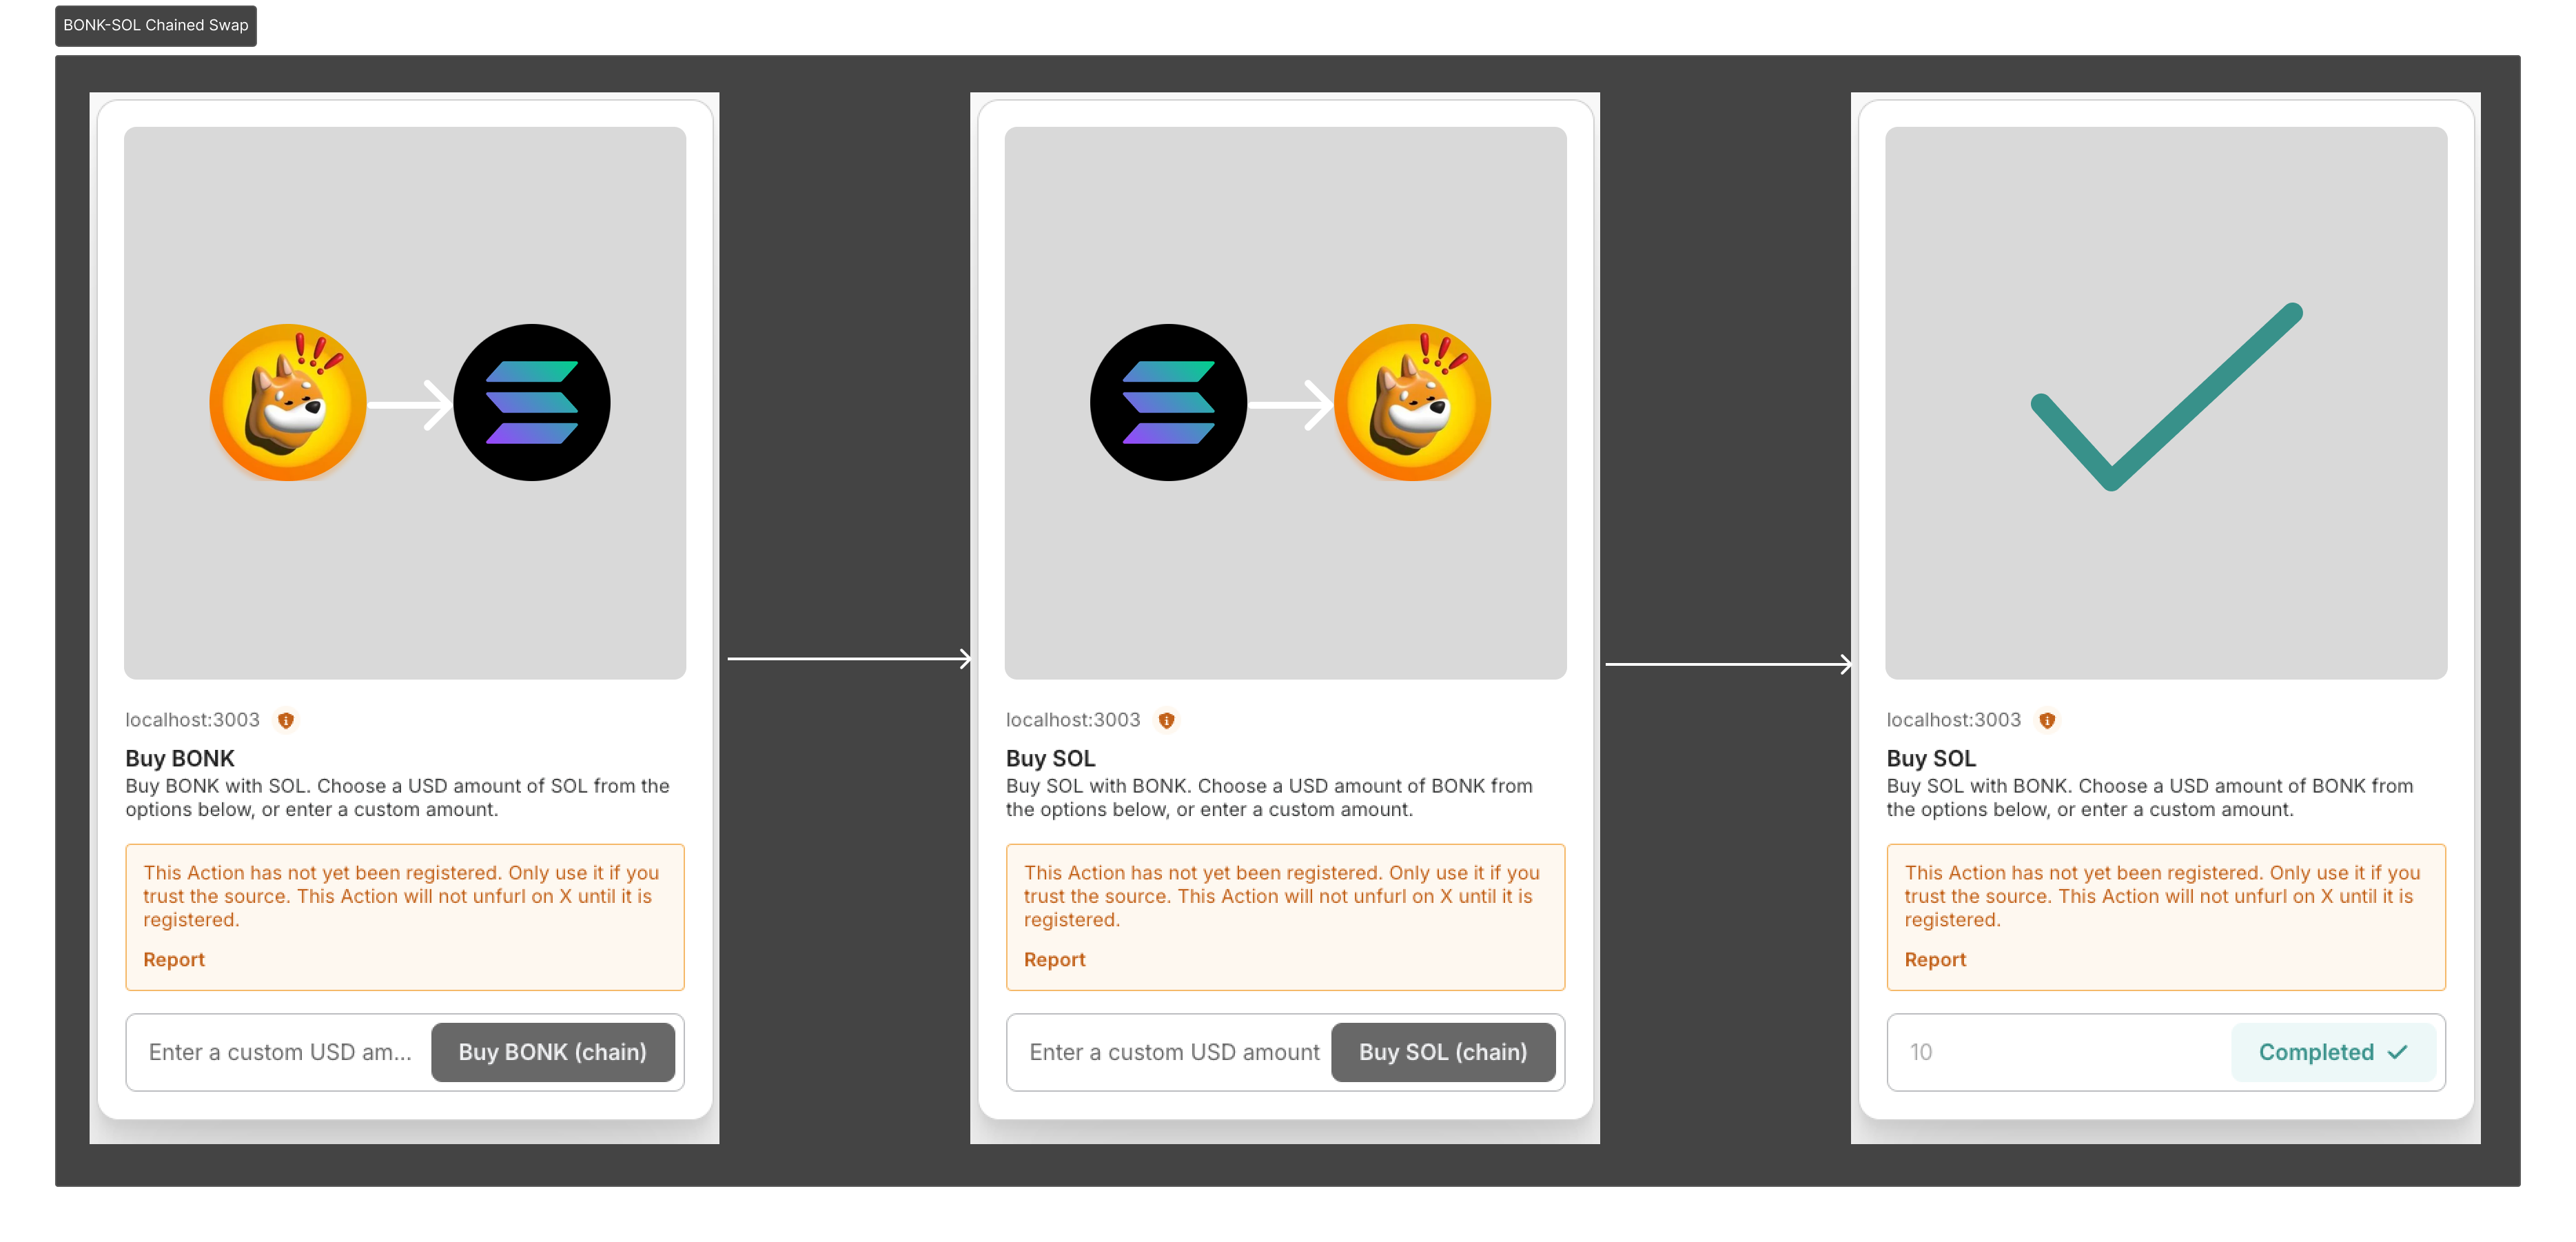 BONK-SOL Chained Swap
localhost:3003
Buy BONK
Buy BONK with SOL. Choose a USD amount of SOL from the
options below, or enter a custom amount.
This Action has not yet been registered. Only use it if you
trust the source. This Action will not unfurl on X until it is
registered.
Report
Enter a custom USD am...
Buy BONK (chain)
localhost:3003
Buy SOL
Buy SOL with BONK. Choose a USD amount of BONK from
the options below, or enter a custom amount.
This Action has not yet been registered. Only use it if you
trust the source. This Action will not unfurl on X until it is
registered.
Report
Enter a custom USD amount
Buy SOL (chain)
localhost:3003
Buy SOL
Buy SOL with BONK. Choose a USD amount of BONK from
the options below, or enter a custom amount.
This Action has not yet been registered. Only use it if you
trust the source. This Action will not unfurl on X until it is
registered.
Report
10
Completed